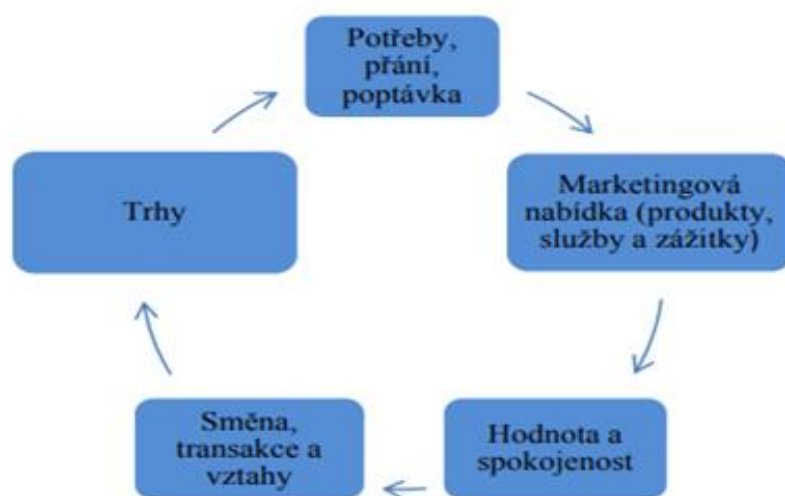 Potřeby,
přání,
poptávka
Marketingová
nabídka (produkty,
služby a zážitky)
Hodnota a
spokojenost
Směna,
transakce a
vztahy
Trhy